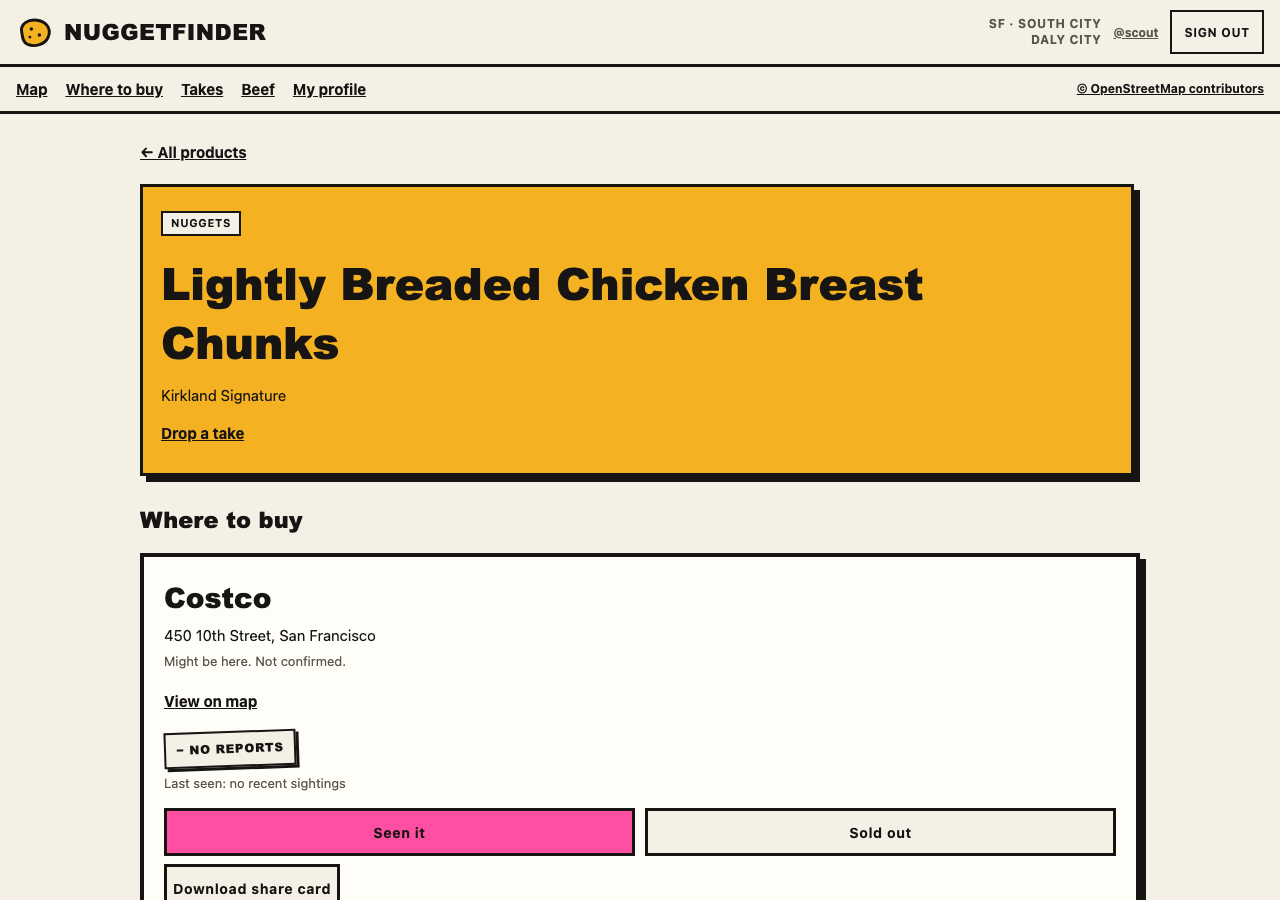 NUGGETFINDER
SF · SOUTH CITY
DALY CITY
@scout
SIGN OUT
Map
Where to buy
Takes
Beef
My profile
© OpenStreetMap contributors
← All products
NUGGETS
Lightly Breaded Chicken Breast
Chunks
Kirkland Signature
Drop a take
Where to buy
Costco
450 10th Street, San Francisco
Might be here. Not confirmed.
View on map
– NO REPORTS
Last seen: no recent sightings
Seen it
Sold out
Download share card